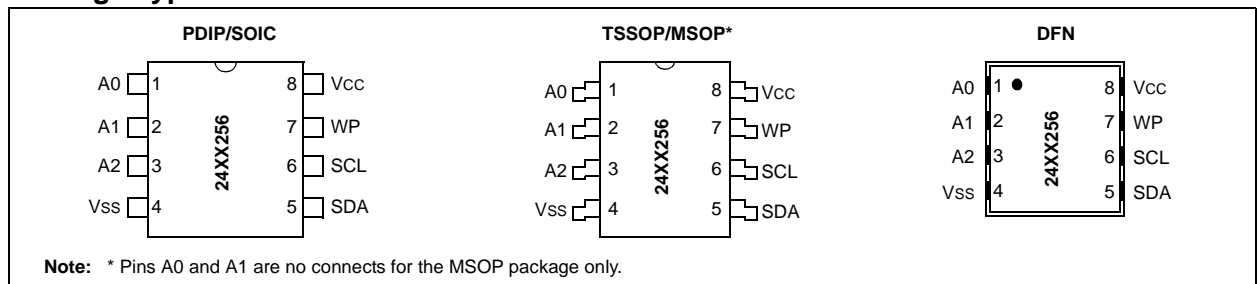 PDIP/SOIC
A0 1 8 VCC
A1 2 7 WP
A2 3 6 SCL
VSS 4 5 SDA
24XX256
TSSOP/MSOP*
A0 1 8 VCC
A1 2 7 WP
A2 3 6 SCL
VSS 4 5 SDA
24XX256
DFN
A0 1 8 VCC
A1 2 7 WP
A2 3 6 SCL
VSS 4 5 SDA
24XX256
Note: * Pins A0 and A1 are no connects for the MSOP package only.